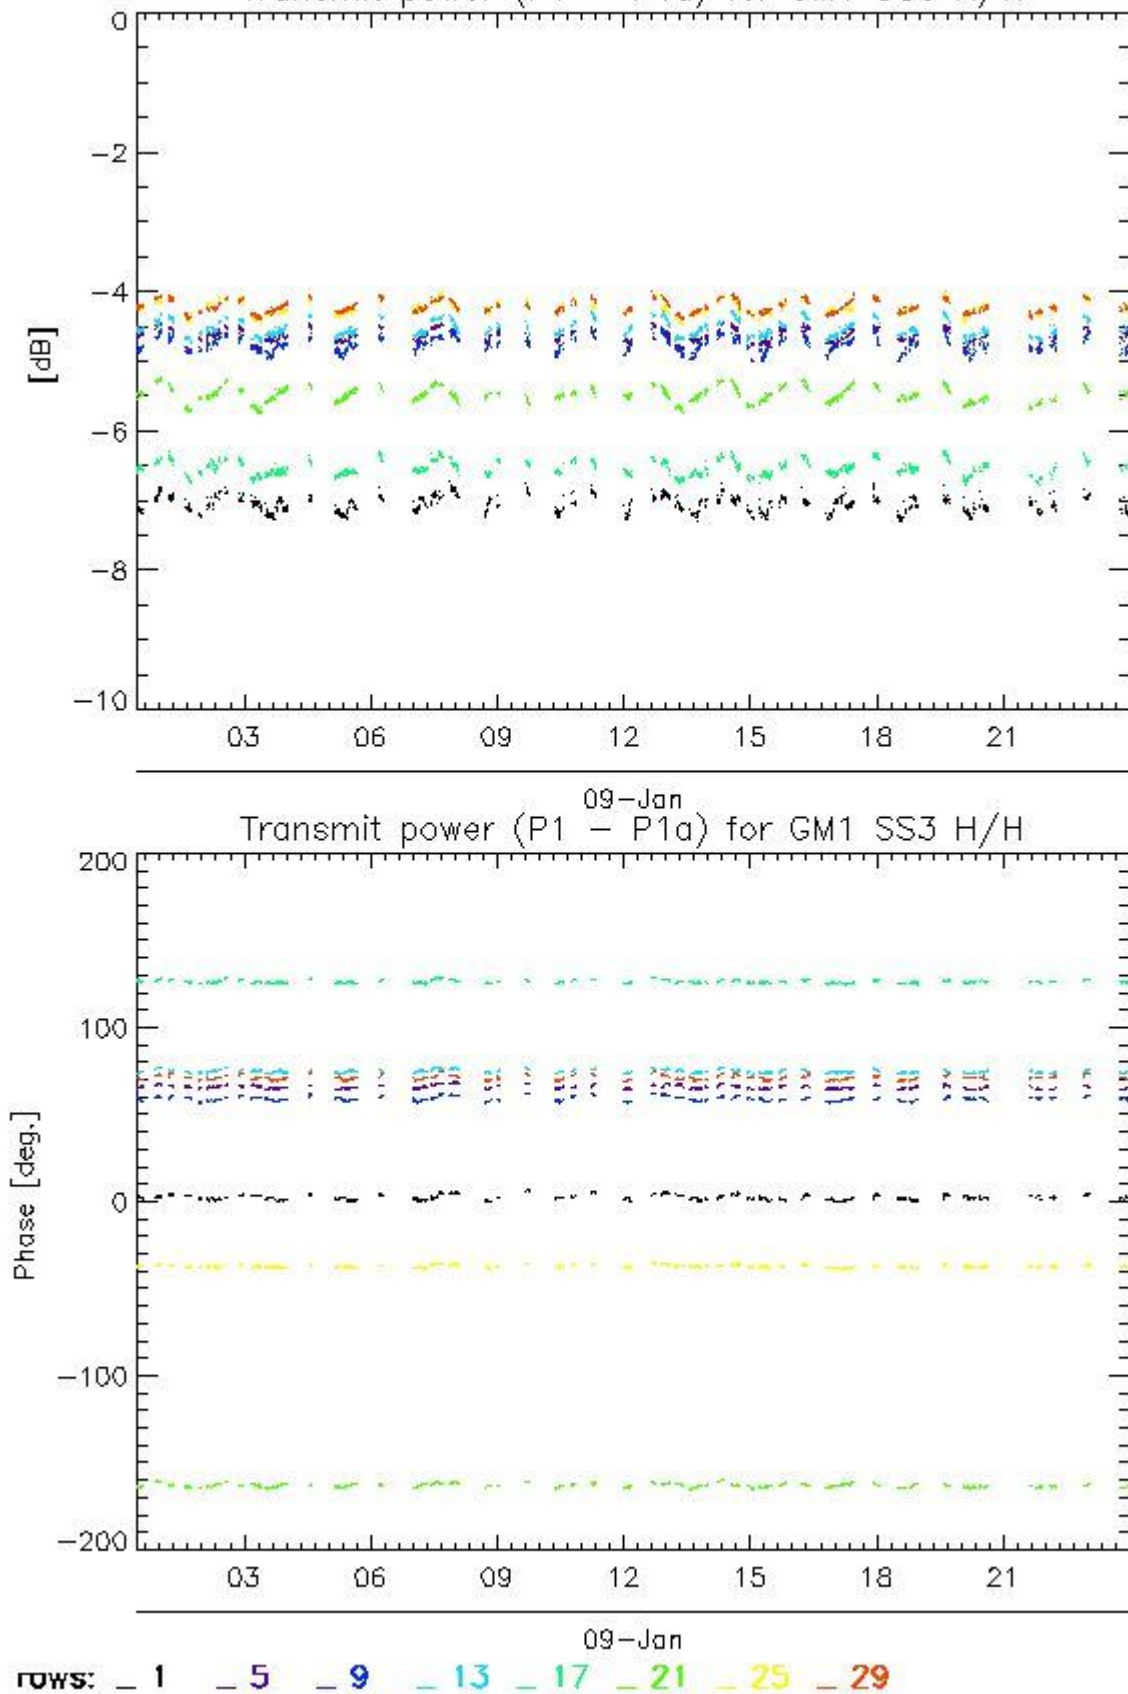 0
−2
−4
−6
−8
−10
[dB]
03 06 09 12 15 18 21
09−Jan
Transmit power (P1 − P1a) for GM1 SS3 H/H
200
100
0
−100
−200
Phase [deg.]
03 06 09 12 15 18 21
09−Jan
rows: _ 1 _ 5 _ 9 _ 13 _ 17 _ 21 _ 25 _ 29